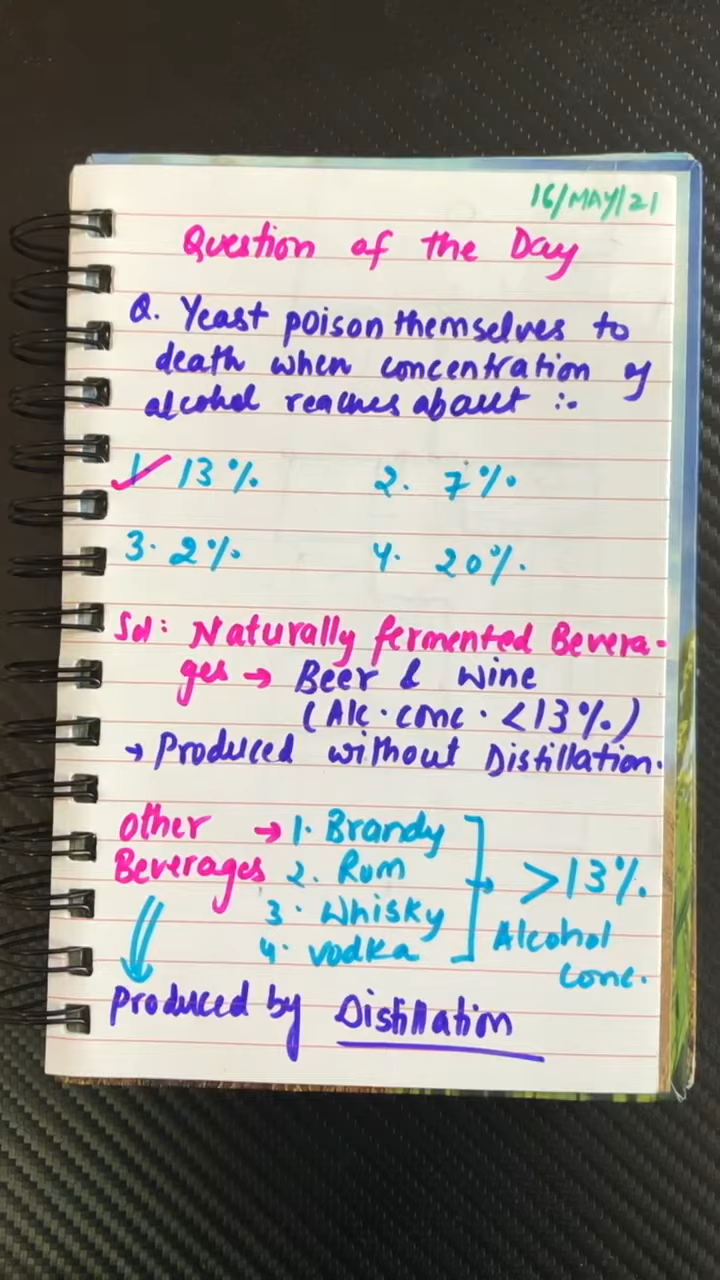 16/MAY/21
Question of the Day
Q. Yeast poison themselves to
death when concentration of
alcohol reaches about :-
1 13% 2. 7%
3. 2% 4. 20%.
Sol: Naturally fermented Bevera-
ges → Beer & Wine
(Alc. conc. <13%.)
→ Produced without Distillation.
Other → 1. Brandy
Beverages 2. Rum → >13%.
3. Whisky Alcohol
4. Vodka conc.
Produced by Distillation